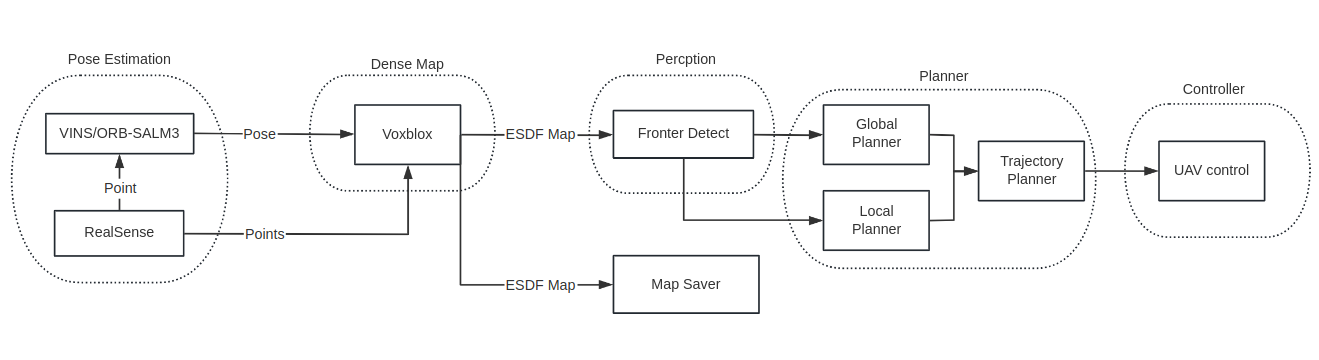 Pose Estimation
VINS/ORB-SALM3
Point
RealSense
Pose
Points
Dense Map
Voxblox
ESDF Map
ESDF Map
Percption
Fronter Detect
Map Saver
Planner
Global
Planner
Local
Planner
Trajectory
Planner
Controller
UAV control